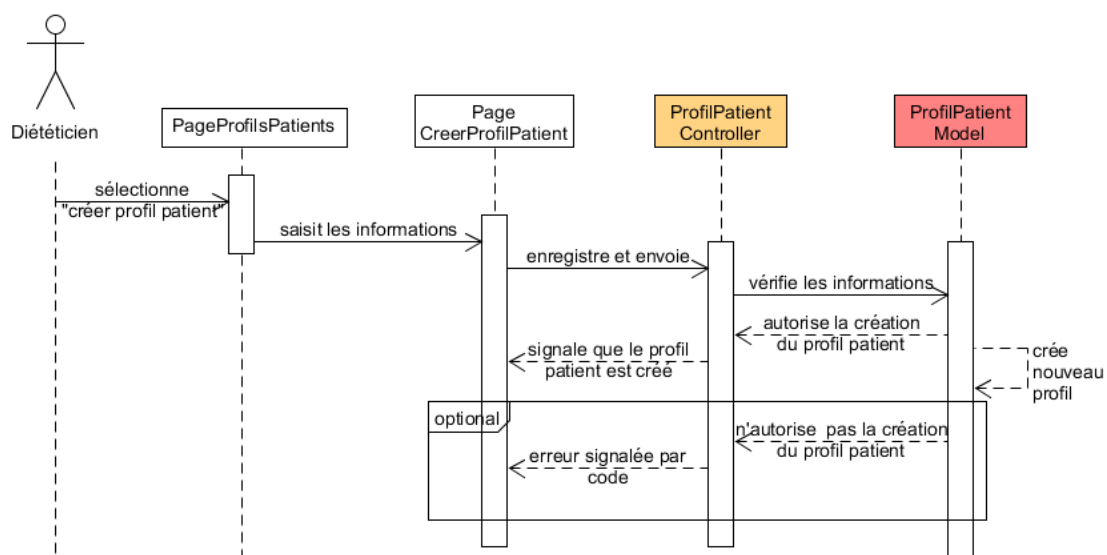 Diététicien
PageProfilsPatients
Page
CreerProfilPatient
ProfilPatient
Controller
ProfilPatient
Model
sélectionne
"créer profil patient"
saisit les informations
enregistre et envoie
vérifie les informations
autorise la création
du profil patient
signale que le profil
patient est créé
crée
nouveau
profil
optional
n'autorise pas la création
du profil patient
erreur signalée par
code